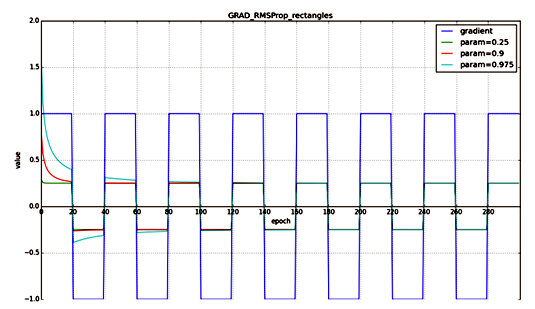 GRAD_RMSProp_rectangles
2.0
gradient
param=0.25
param=0.9
param=0.975
1.5
1.0
value
0.5
0.0
0 20 40 60 80 100 120 140 160 180 200 220 240 260 280
epoch
−0.5
−1.0